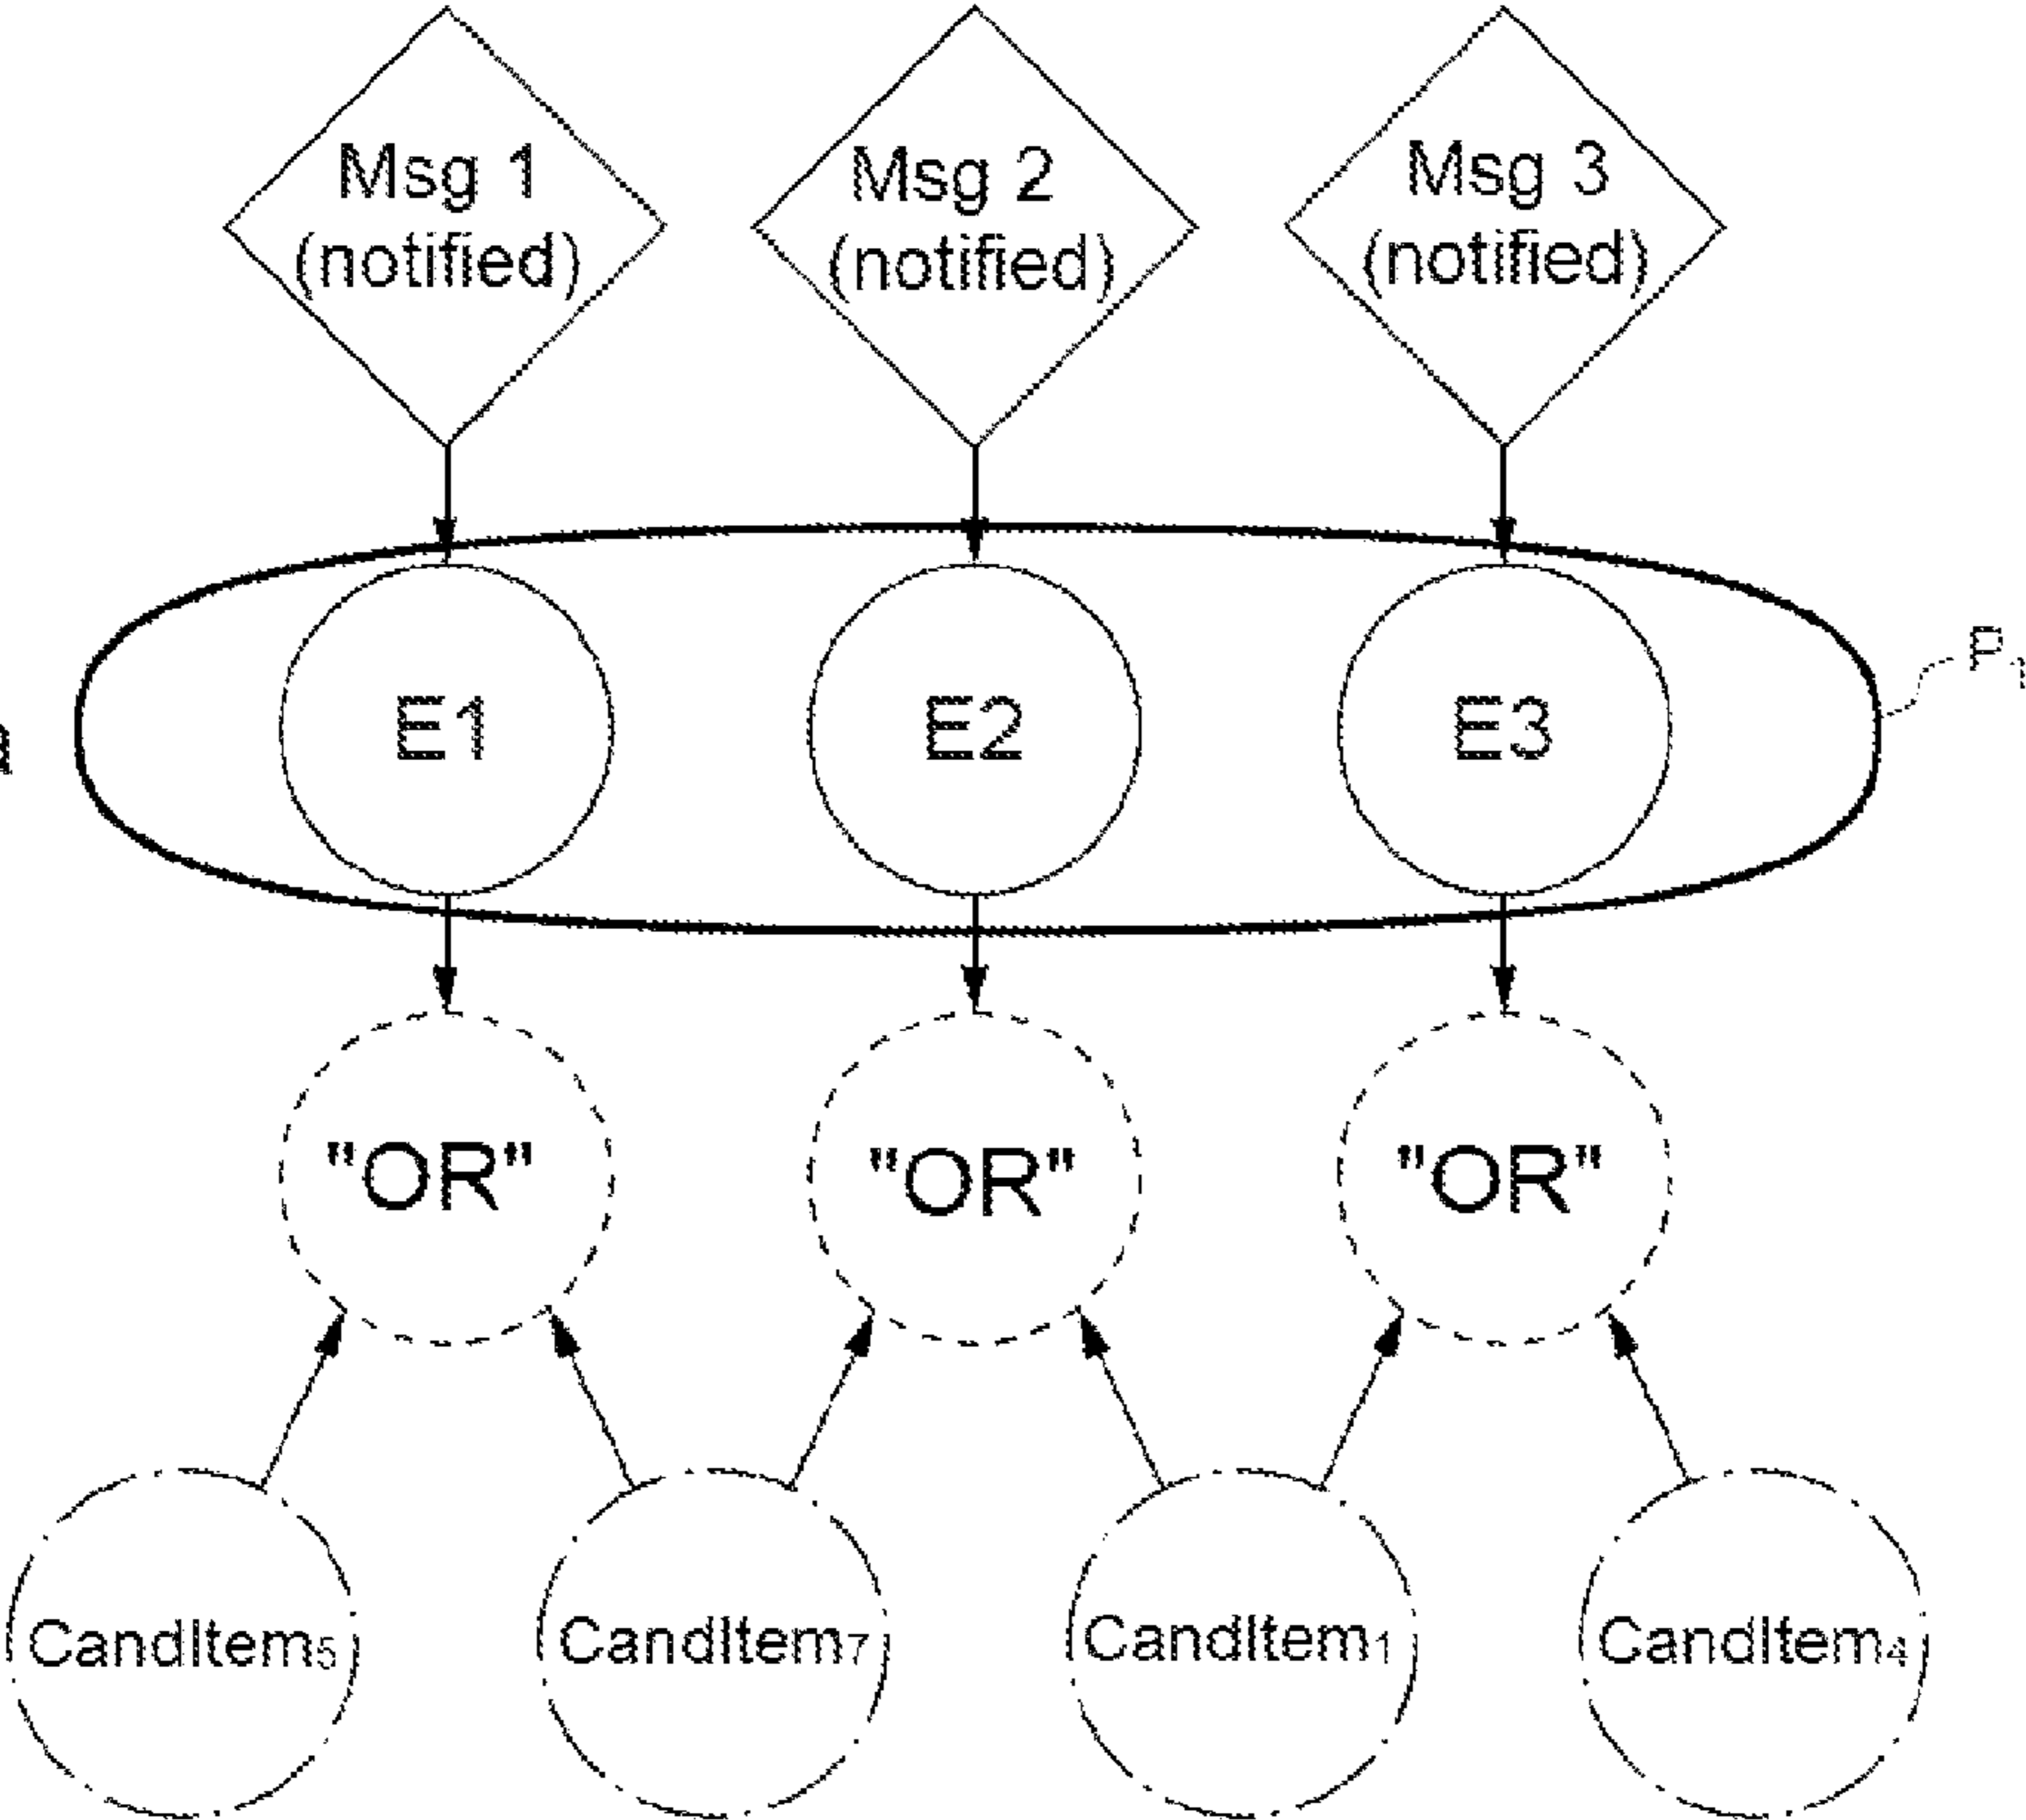 Msg 1
(notified)
Msg 2
(notified)
Msg 3
(notified)
E1
E2
E3
P1
"OR"
"OR"
"OR"
CandItem5
CandItem7
CandItem1
CandItem4